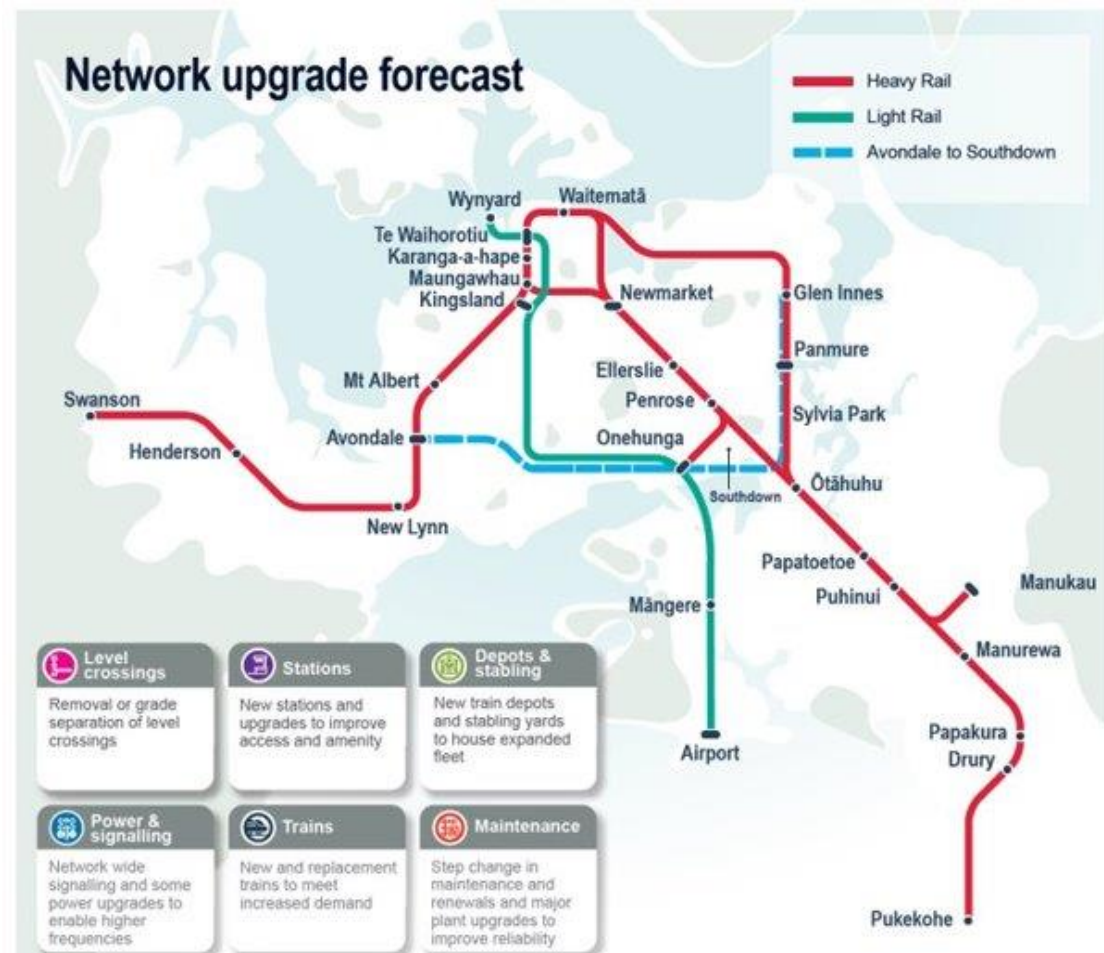 Network upgrade forecast
Heavy Rail
Light Rail
Avondale to Southdown
Wynyard
Waitematā
Te Waihorotiu
Karanga-a-hape
Maungawhau
Kingsland
Newmarket
Glen Innes
Panmure
Ellerslie
Mt Albert
Penrose
Swanson
Sylvia Park
Avondale
Onehunga
Henderson
Southdown
Ōtāhuhu
New Lynn
Papatoetoe
Manukau
Puhinui
Māngere
Manurewa
Papakura
Airport
Drury
Pukekohe
Level
crossings
Removal or grade
separation of level
crossings
Stations
New stations and
upgrades to improve
access and amenity
Depots &
stabling
New train depots
and stabling yards
to house expanded
fleet
Power &
signalling
Network wide
signalling and some
power upgrades to
enable higher
frequencies
Trains
New and replacement
trains to meet
increased demand
Maintenance
Step change in
maintenance and
renewals and major
plant upgrades to
improve reliability